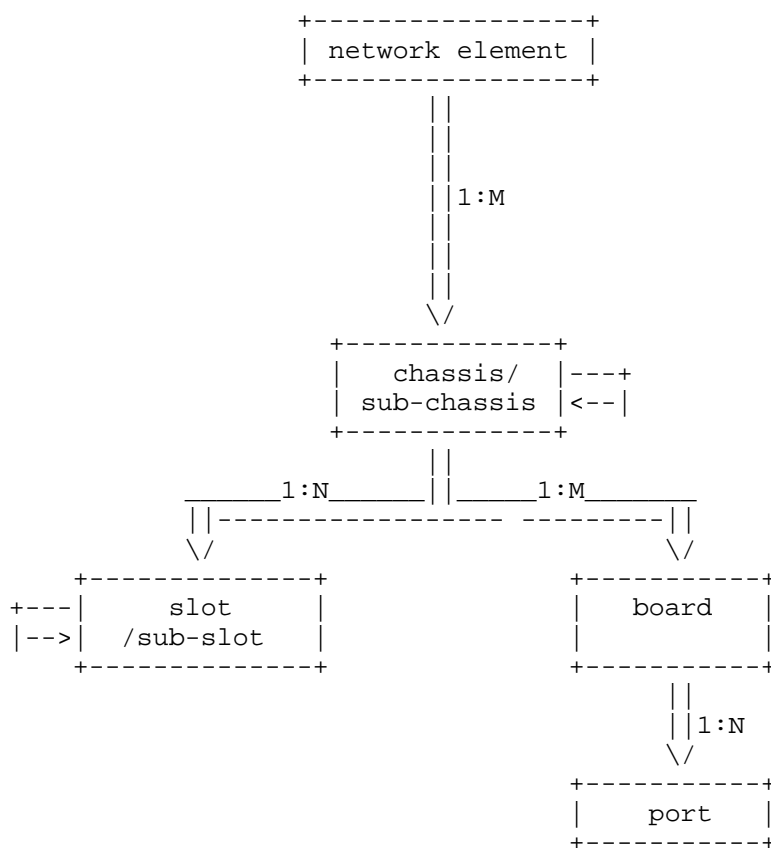 network element
1:M
chassis/
sub-chassis
1:N 1:M
slot board
/sub-slot
1:N
port